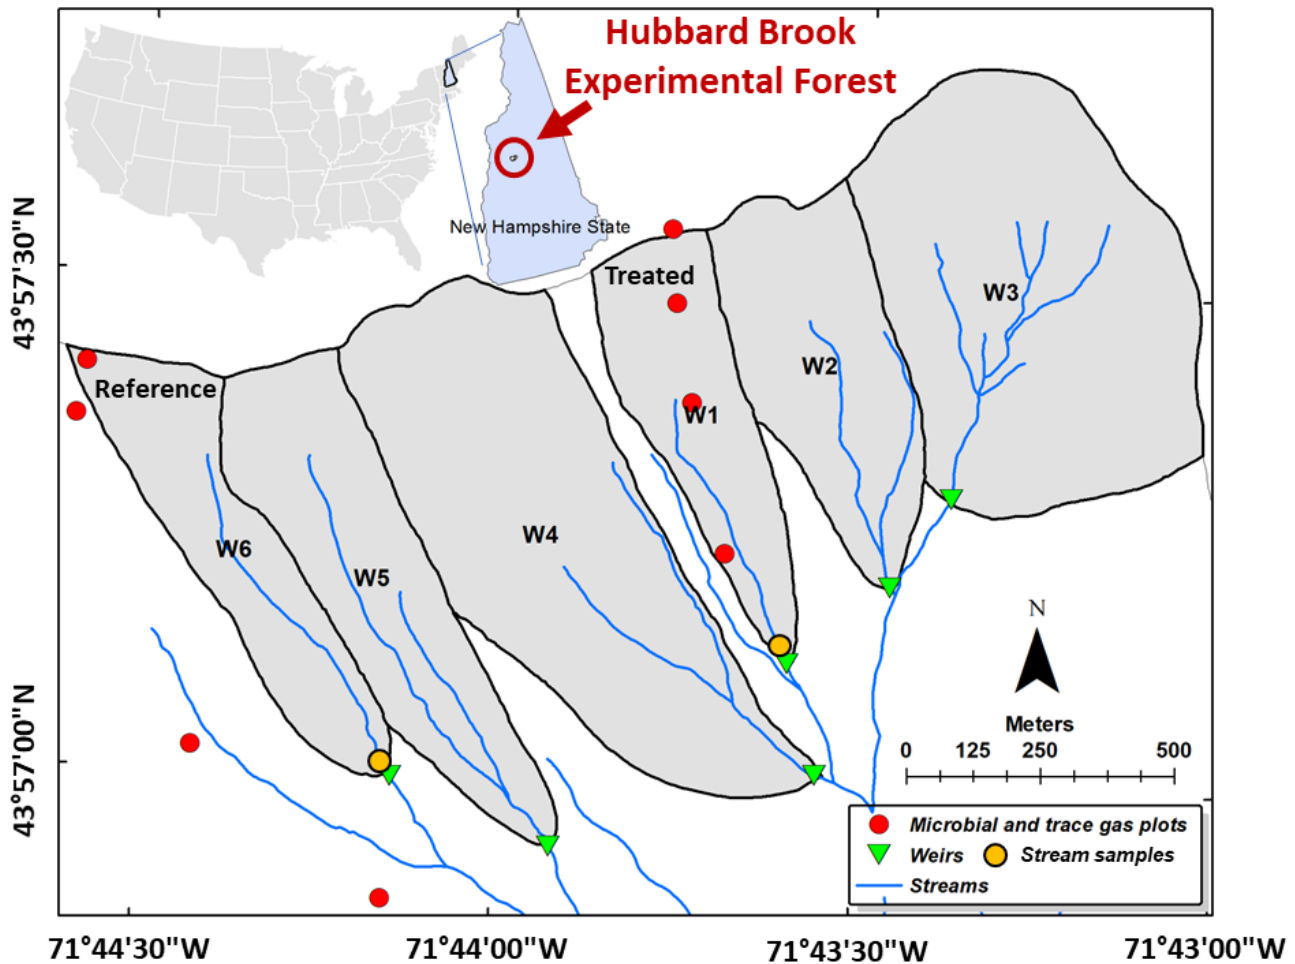 Hubbard Brook
Experimental Forest
New Hampshire State
43°57'30"N
43°57'00"N
Treated
W3
W2
Reference
W1
W4
W6
W5
N
Meters
0 125 250 500
Microbial and trace gas plots
Weirs Stream samples
Streams
71°44'30"W 71°44'00"W 71°43'30"W 71°43'00"W